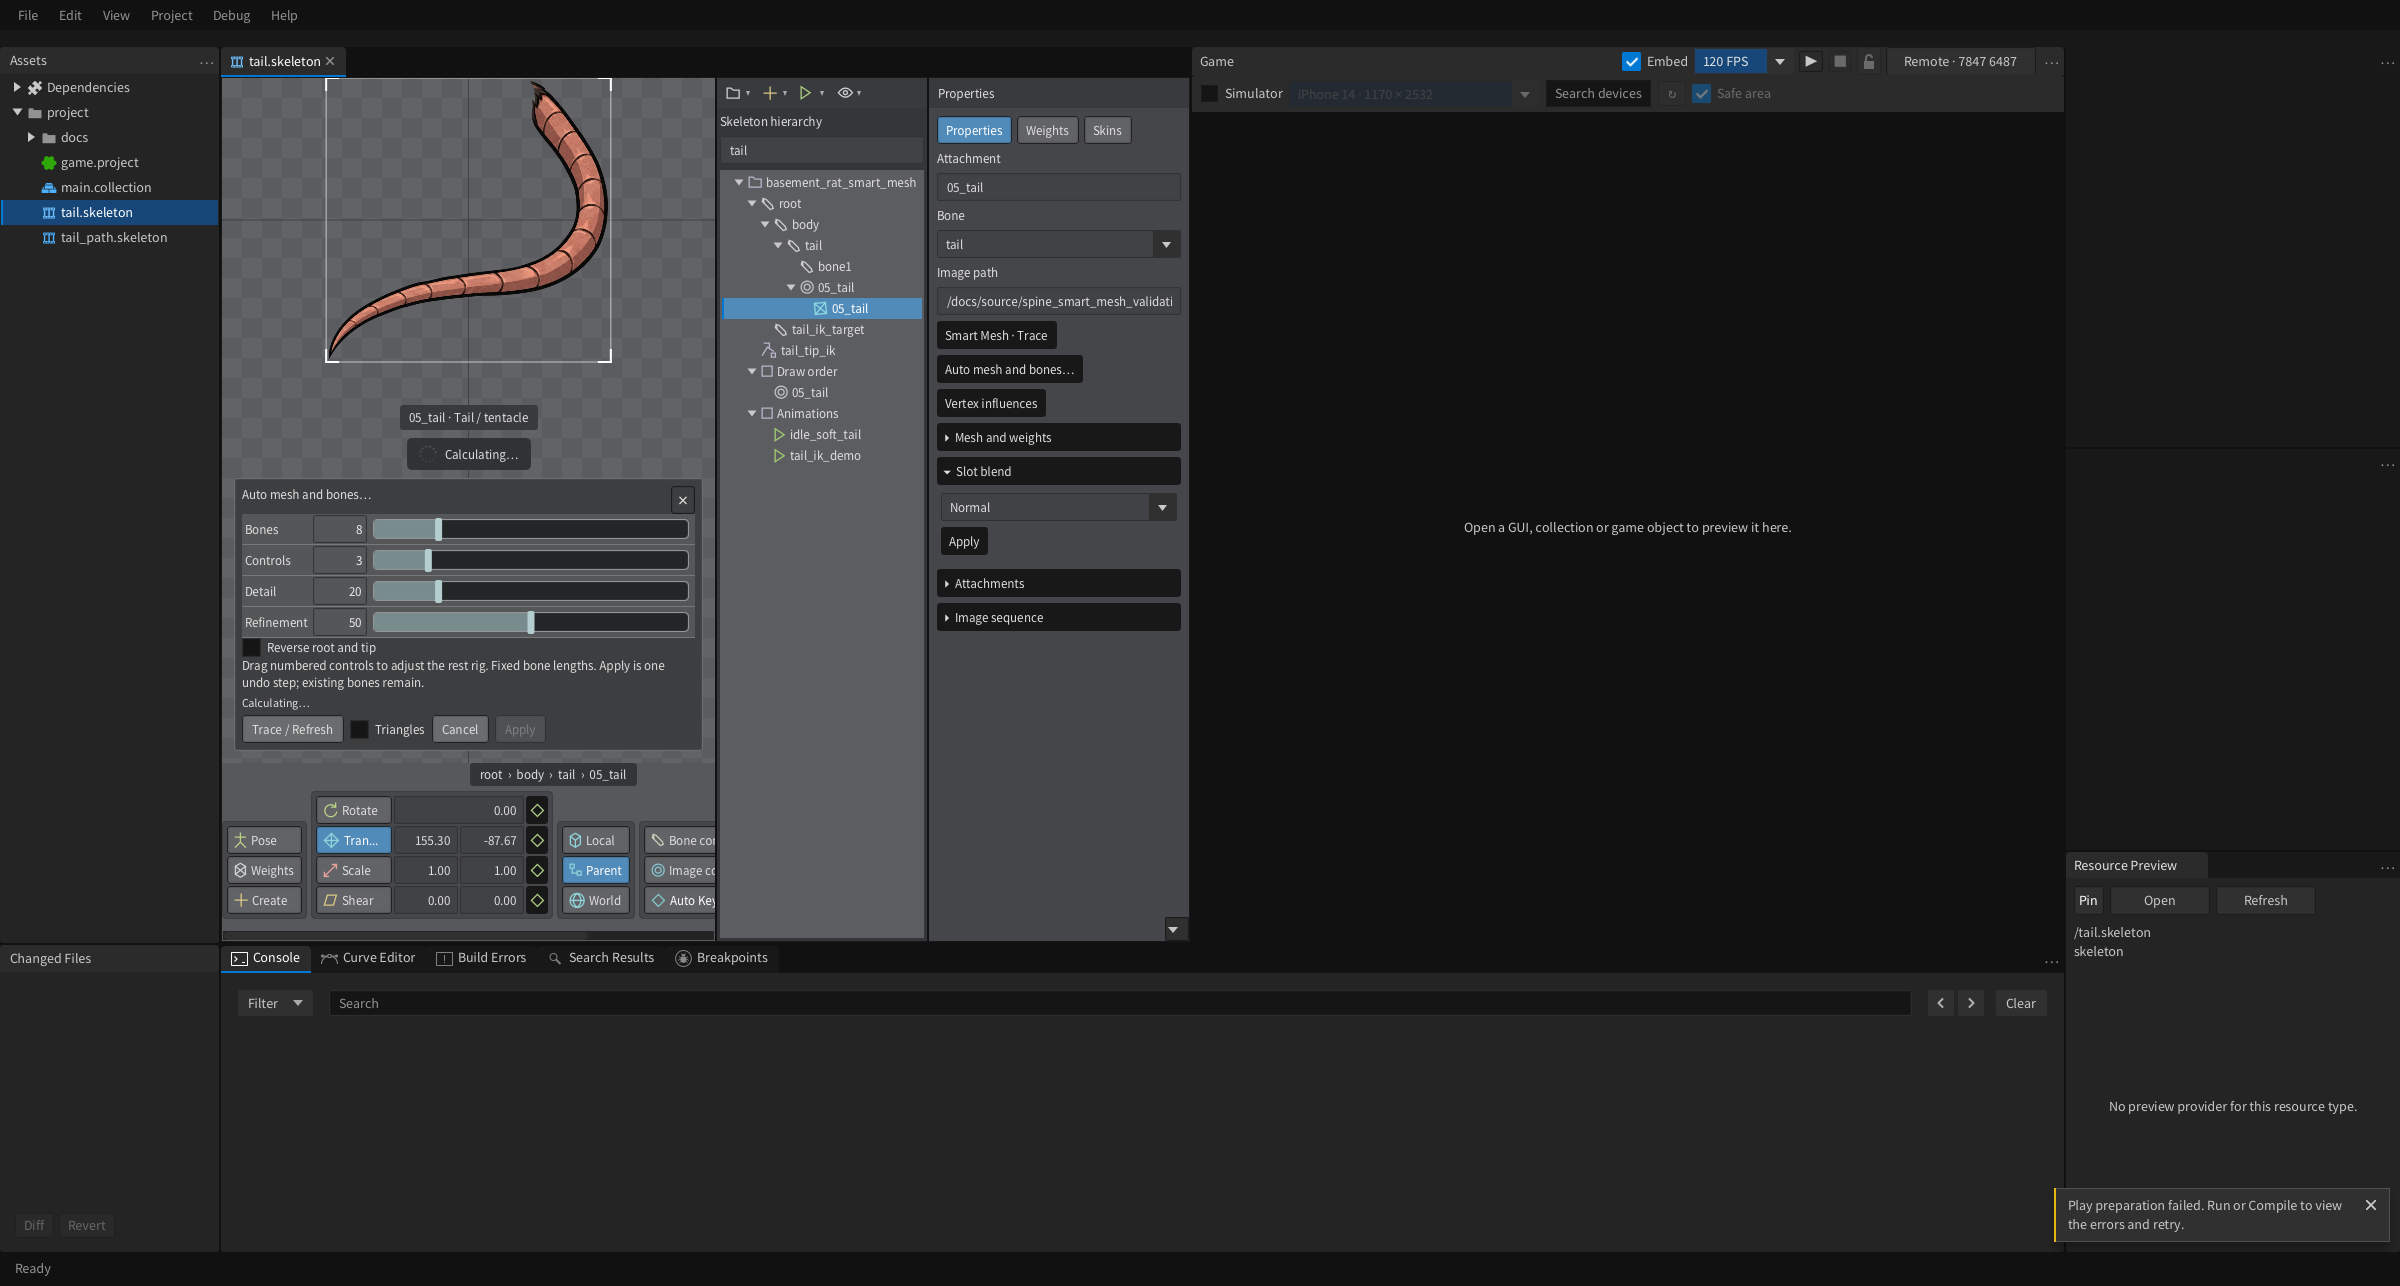 File Edit View Project Debug Help
Assets
Dependencies
project
docs
game.project
main.collection
tail.skeleton
tail_path.skeleton
tail.skeleton
05_tail · Tail / tentacle
Calculating...
Auto mesh and bones...
Bones 8
Controls 3
Detail 20
Refinement 50
Reverse root and tip
Drag numbered controls to adjust the rest rig. Fixed bone lengths. Apply is one
undo step; existing bones remain.
Calculating...
Trace / Refresh Triangles Cancel Apply
root › body › tail › 05_tail
Rotate 0.00
Pose Tran... 155.30 -87.67 Local Bone co
Weights Scale 1.00 1.00 Parent Image co
Create Shear 0.00 0.00 World Auto Key
Skeleton hierarchy
tail
basement_rat_smart_mesh
root
body
tail
bone1
05_tail
05_tail
tail_ik_target
tail_tip_ik
Draw order
05_tail
Animations
idle_soft_tail
tail_ik_demo
Properties
Properties Weights Skins
Attachment
05_tail
Bone
tail
Image path
/docs/source/spine_smart_mesh_validati
Smart Mesh · Trace
Auto mesh and bones...
Vertex influences
Mesh and weights
Slot blend
Normal
Apply
Attachments
Image sequence
Game Embed 120 FPS Remote · 7847 6487
Simulator iPhone 14 · 1170 × 2532 Search devices Safe area
Open a GUI, collection or game object to preview it here.
Changed Files
Diff Revert
Console Curve Editor Build Errors Search Results Breakpoints
Filter Search Clear
Resource Preview
Pin Open Refresh
/tail.skeleton
skeleton
No preview provider for this resource type.
Play preparation failed. Run or Compile to view
the errors and retry.
Ready